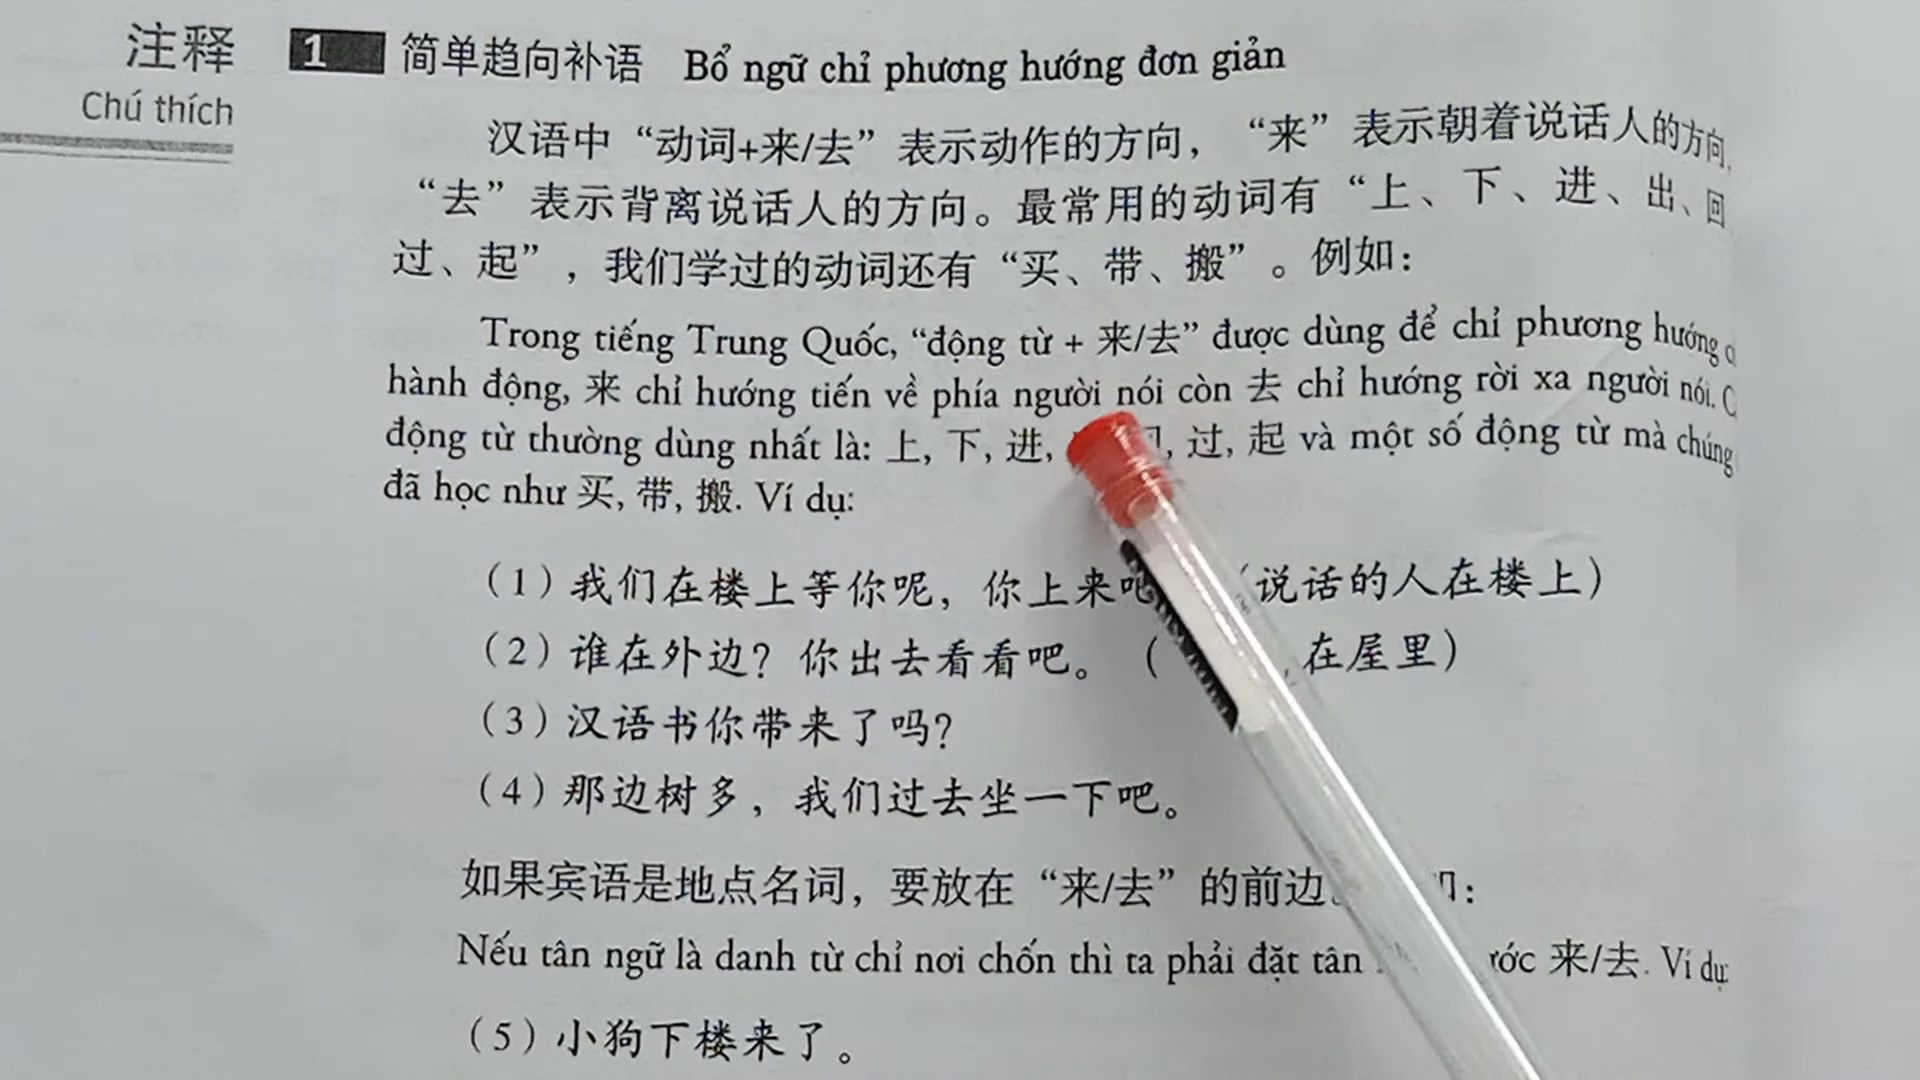 注释
Chú thích
1 简单趋向补语 Bổ ngữ chỉ phương hướng đơn giản
汉语中“动词+来/去”表示动作的方向，“来”表示朝着说话人的方向，
“去”表示背离说话人的方向。最常用的动词有“上、下、进、出、回、
过、起”，我们学过的动词还有“买、带、搬”。例如：
Trong tiếng Trung Quốc, “động từ + 来/去” được dùng để chỉ phương hướng
hành động, 来 chỉ hướng tiến về phía người nói còn 去 chỉ hướng rời xa người nói.
động từ thường dùng nhất là: 上, 下, 进, 过, 起 và một số động từ mà chúng
đã học như 买, 带, 搬. Ví dụ:
（1）我们在楼上等你呢，你上来吧（说话的人在楼上）
（2）谁在外边？你出去看看吧。（在屋里）
（3）汉语书你带来了吗？
（4）那边树多，我们过去坐一下吧。
如果宾语是地点名词，要放在“来/去”的前边：
Nếu tân ngữ là danh từ chỉ nơi chốn thì ta phải đặt tân 来/去. Ví dụ:
（5）小狗下楼来了。